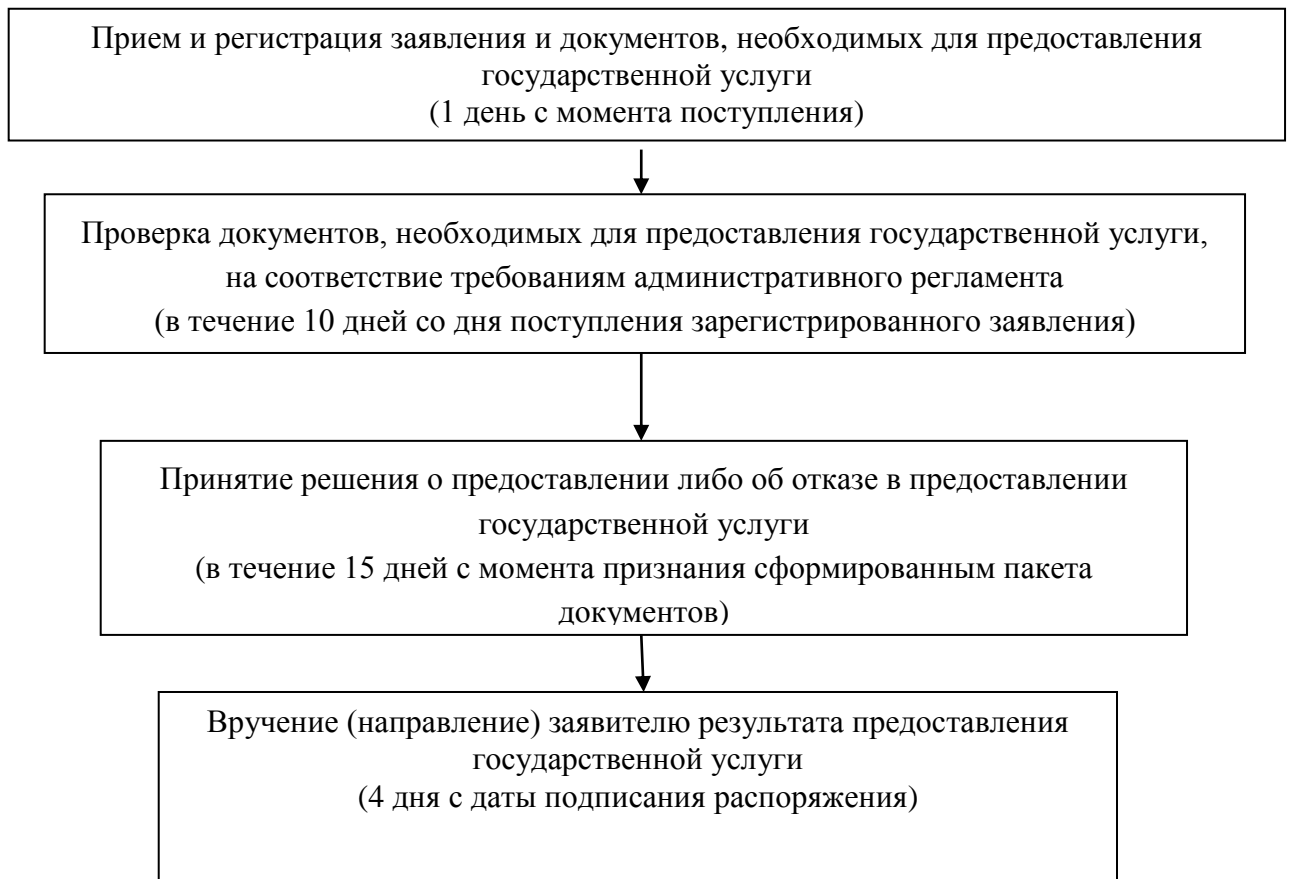 Прием и регистрация заявления и документов, необходимых для предоставления
государственной услуги
(1 день с момента поступления)
Проверка документов, необходимых для предоставления государственной услуги,
на соответствие требованиям административного регламента
(в течение 10 дней со дня поступления зарегистрированного заявления)
Принятие решения о предоставлении либо об отказе в предоставлении
государственной услуги
(в течение 15 дней с момента признания сформированным пакета
документов)
Вручение (направление) заявителю результата предоставления
государственной услуги
(4 дня с даты подписания распоряжения)